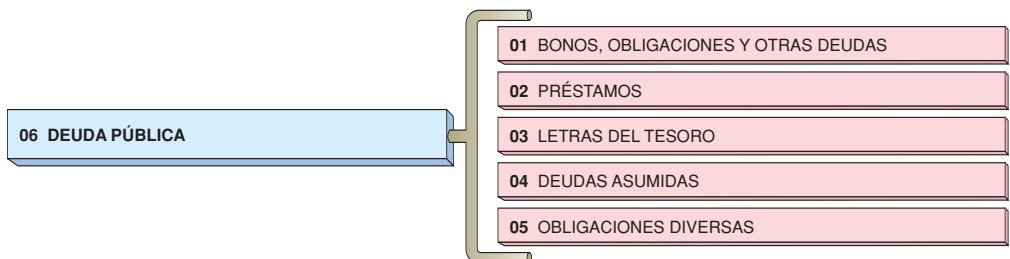 06 DEUDA PÚBLICA
01 BONOS, OBLIGACIONES Y OTRAS DEUDAS
02 PRÉSTAMOS
03 LETRAS DEL TESORO
04 DEUDAS ASUMIDAS
05 OBLIGACIONES DIVERSAS